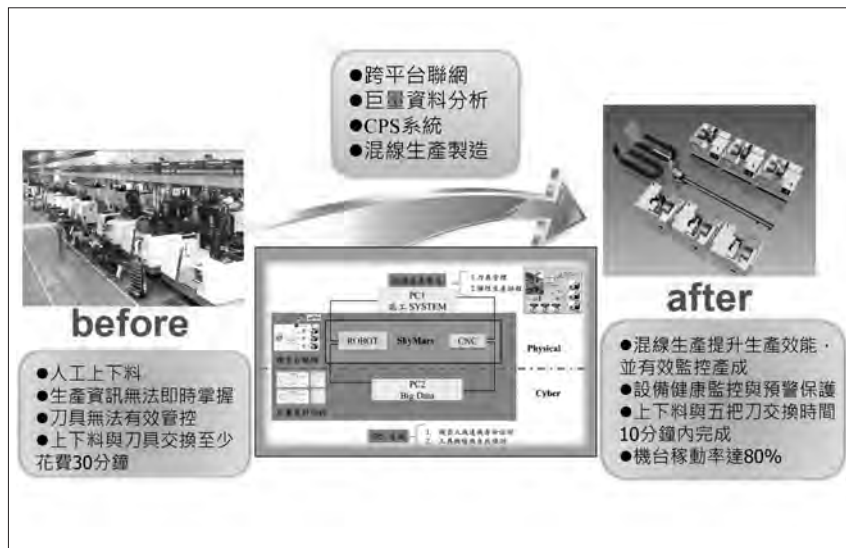 ●跨平台聯網
●巨量資料分析
●CPS系統
●混線生產製造
before
●人工上下料
●生產資訊無法即時掌握
●刀具無法有效管控
●上下料與刀具交換至少
花費30分鐘
PC1
SYSTEM
ROBOT
SkyMars
CNC
Physical
PC2
Big Data
Cyber
after
●混線生產提升生產效能，
並有效監控產成
●設備健康監控與預警保護
●上下料與五把刀交換時間
10分鐘內完成
●機台稼動率達80%